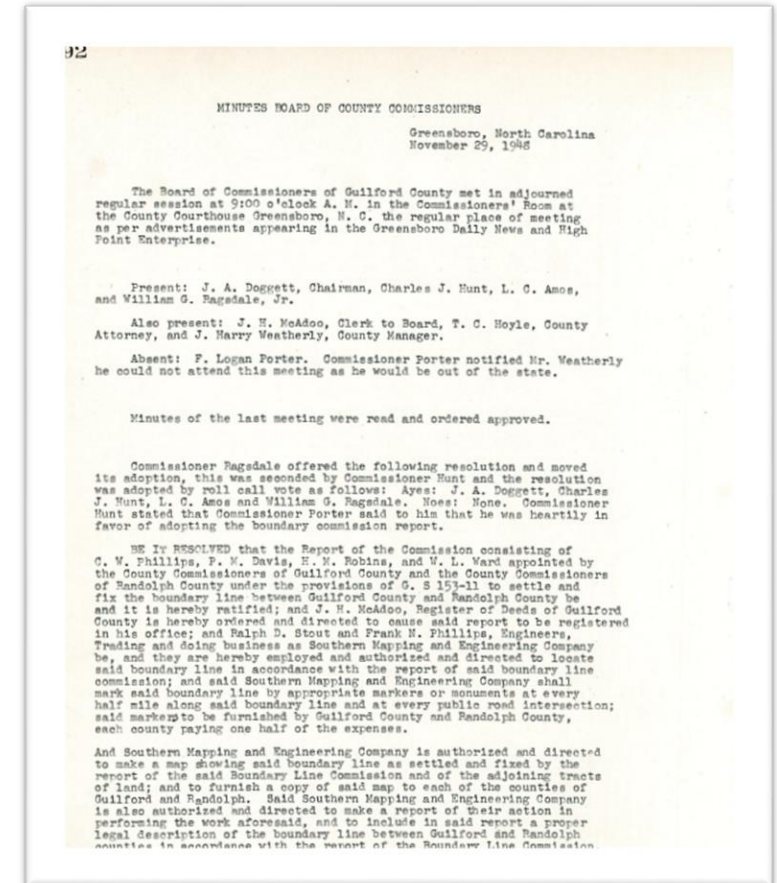 92
MINUTES BOARD OF COUNTY COMMISSIONERS
Greensboro, North Carolina
November 29, 1948
The Board of Commissioners of Guilford County met in adjourned
regular session at 9:00 o'clock A. M. in the Commissioners' Room at
the County Courthouse Greensboro, N. C. the regular place of meeting
as per advertisements appearing in the Greensboro Daily News and High
Point Enterprise.
Present: J. A. Doggett, Chairman, Charles J. Hunt, L. C. Amos,
and William G. Ragsdale, Jr.
Also present: J. H. McAdoo, Clerk to Board, T. C. Hoyle, County
Attorney, and J. Harry Weatherly, County Manager.
Absent: F. Logan Porter. Commissioner Porter notified Mr. Weatherly
he could not attend this meeting as he would be out of the state.
Minutes of the last meeting were read and ordered approved.
Commissioner Ragsdale offered the following resolution and moved
its adoption, this was seconded by Commissioner Hunt and the resolution
was adopted by roll call vote as follows: Ayes: J. A. Doggett, Charles
J. Hunt, L. C. Amos and William G. Ragsdale. Noes: None. Commissioner
Hunt stated that Commissioner Porter said to him that he was heartily in
favor of adopting the boundary commission report.
BE IT RESOLVED that the Report of the Commission consisting of
C. W. Phillips, P. M. Davis, H. M. Robins, and W. L. Ward appointed by
the County Commissioners of Guilford County and the County Commissioners
of Randolph County under the provisions of G. S 153-11 to settle and
fix the boundary line between Guilford County and Randolph County be
and it is hereby ratified; and J. H. McAdoo, Register of Deeds of Guilford
County is hereby ordered and directed to cause said report to be registered
in his office; and Ralph D. Stout and Frank N. Phillips, Engineers,
Trading and doing business as Southern Mapping and Engineering Company
be, and they are hereby employed and authorized and directed to locate
said boundary line in accordance with the report of said boundary line
commission; and said Southern Mapping and Engineering Company shall
mark said boundary line by appropriate markers or monuments at every
half mile along said boundary line and at every public road intersection;
said markers to be furnished by Guilford County and Randolph County,
each county paying one half of the expenses.
And Southern Mapping and Engineering Company is authorized and directed
to make a map showing said boundary line as settled and fixed by the
report of the said Boundary Line Commission and of the adjoining tracts
of land; and to furnish a copy of said map to each of the counties of
Guilford and Randolph. Said Southern Mapping and Engineering Company
is also authorized and directed to make a report of their action in
performing the work aforesaid, and to include in said report a proper
legal description of the boundary line between Guilford and Randolph
counties in accordance with the report of the Boundary Line Commission.